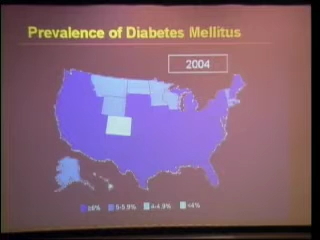 Prevalence of Diabetes Mellitus
2004
≥6% 5-5.9% 4-4.9% <4%